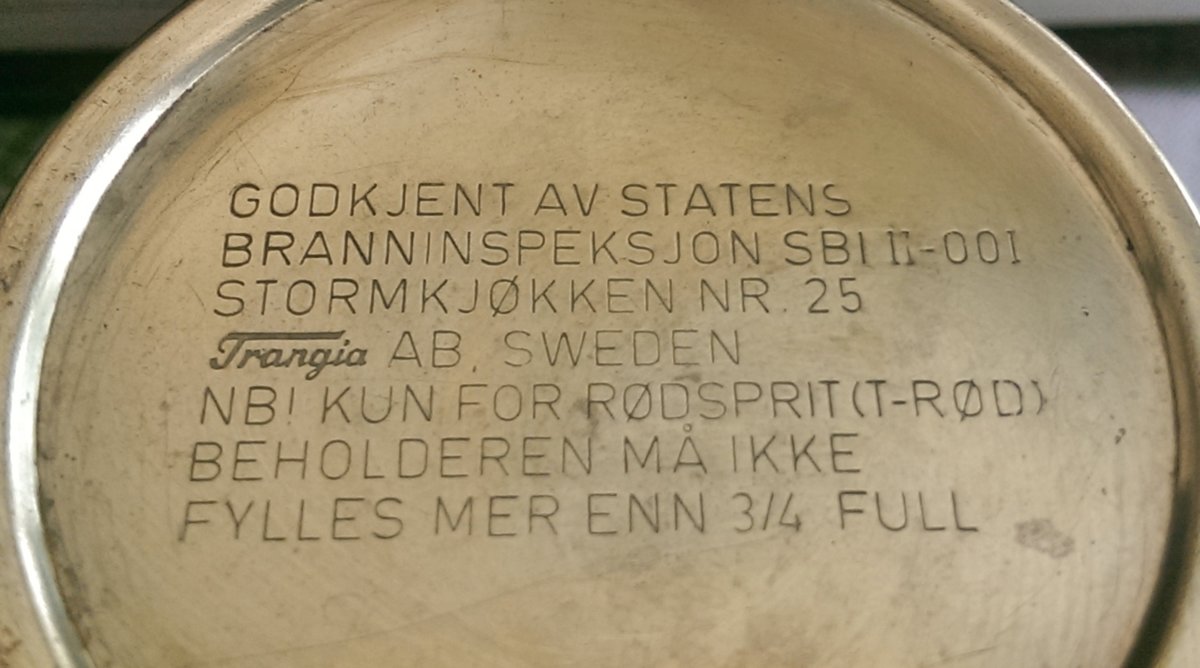 GODKJENT AV STATENS
BRANNINSPEKSJON SBI II-001
STORMKJØKKEN NR. 25
Trangia AB, SWEDEN
NB! KUN FOR RØDSPRIT (T-RØD)
BEHOLDEREN MÅ IKKE
FYLLES MER ENN 3/4 FULL